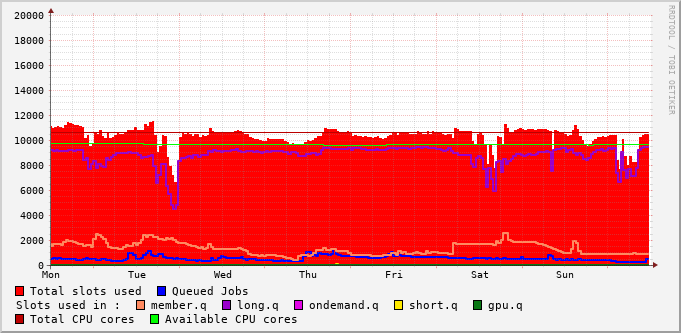 RRDTOOL / TOBI OETIKER
20000
18000
16000
14000
12000
10000
8000
6000
4000
2000
0
Mon Tue Wed Thu Fri Sat Sun
Total slots used Queued Jobs
Slots used in : member.q long.q ondemand.q short.q gpu.q
Total CPU cores Available CPU cores